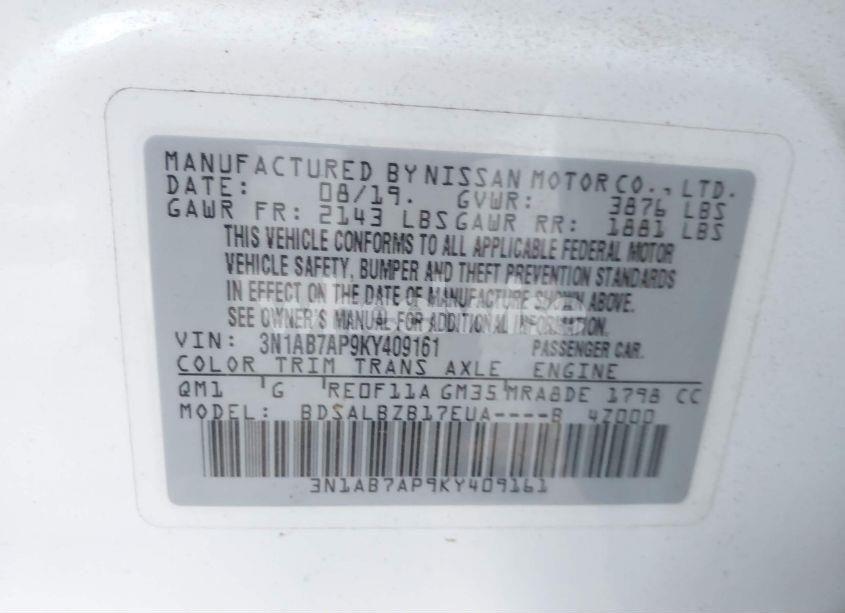 MANUFACTURED BY NISSAN MOTOR CO., LTD.
DATE: 08/19. GVWR: 3876 LBS
GAWR FR: 2143 LBS GAWR RR: 1881 LBS
THIS VEHICLE CONFORMS TO ALL APPLICABLE FEDERAL MOTOR
VEHICLE SAFETY, BUMPER AND THEFT PREVENTION STANDARDS
IN EFFECT ON THE DATE OF MANUFACTURE SHOWN ABOVE.
SEE OWNER'S MANUAL FOR ADDITIONAL INFORMATION.
VIN: 3N1AB7AP9KY409161 PASSENGER CAR.
COLOR TRIM TRANS AXLE ENGINE
QM1 G RE0F11A GM35 MRA8DE 1798 CC
MODEL: BDSALBZB17EUA----B 4Z000
3N1AB7AP9KY409161